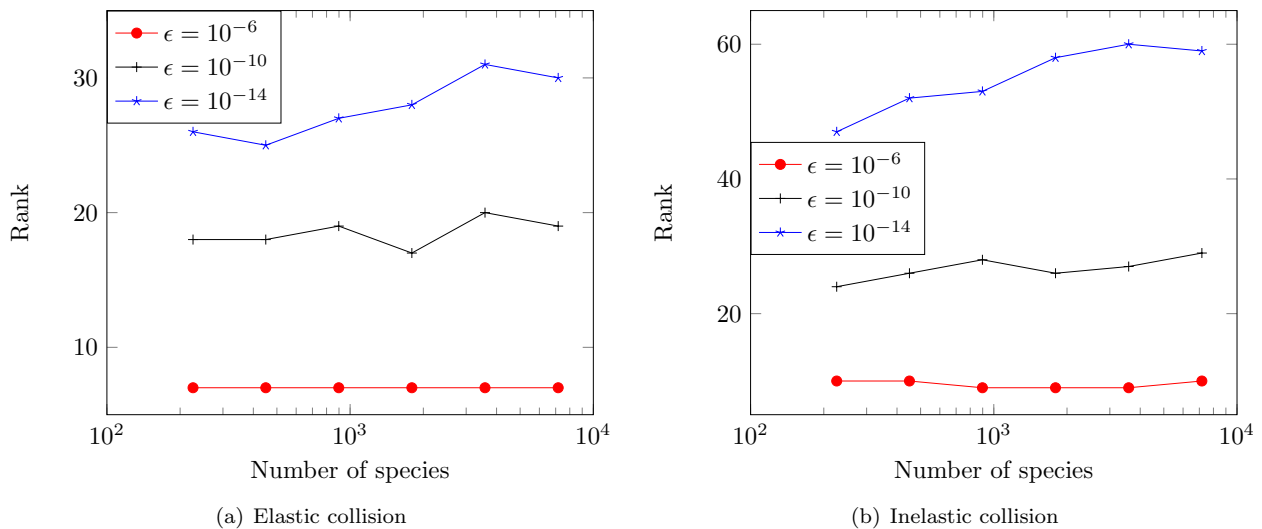 ϵ = 10⁻⁶
ϵ = 10⁻¹⁰
ϵ = 10⁻¹⁴
30
20
10
Rank
10² 10³ 10⁴
Number of species
(a) Elastic collision
60
40
20
Rank
ϵ = 10⁻⁶
ϵ = 10⁻¹⁰
ϵ = 10⁻¹⁴
10² 10³ 10⁴
Number of species
(b) Inelastic collision